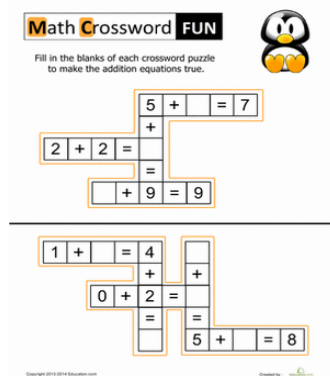 Math Crossword FUN
Fill in the blanks of each crossword puzzle
to make the addition equations true.
5 + = 7
+
2 + 2 =
=
+ 9 = 9
1 + = 4
+ +
0 + 2 =
= =
5 + = 8
Copyright 2013-2014 Education.com
Created by :